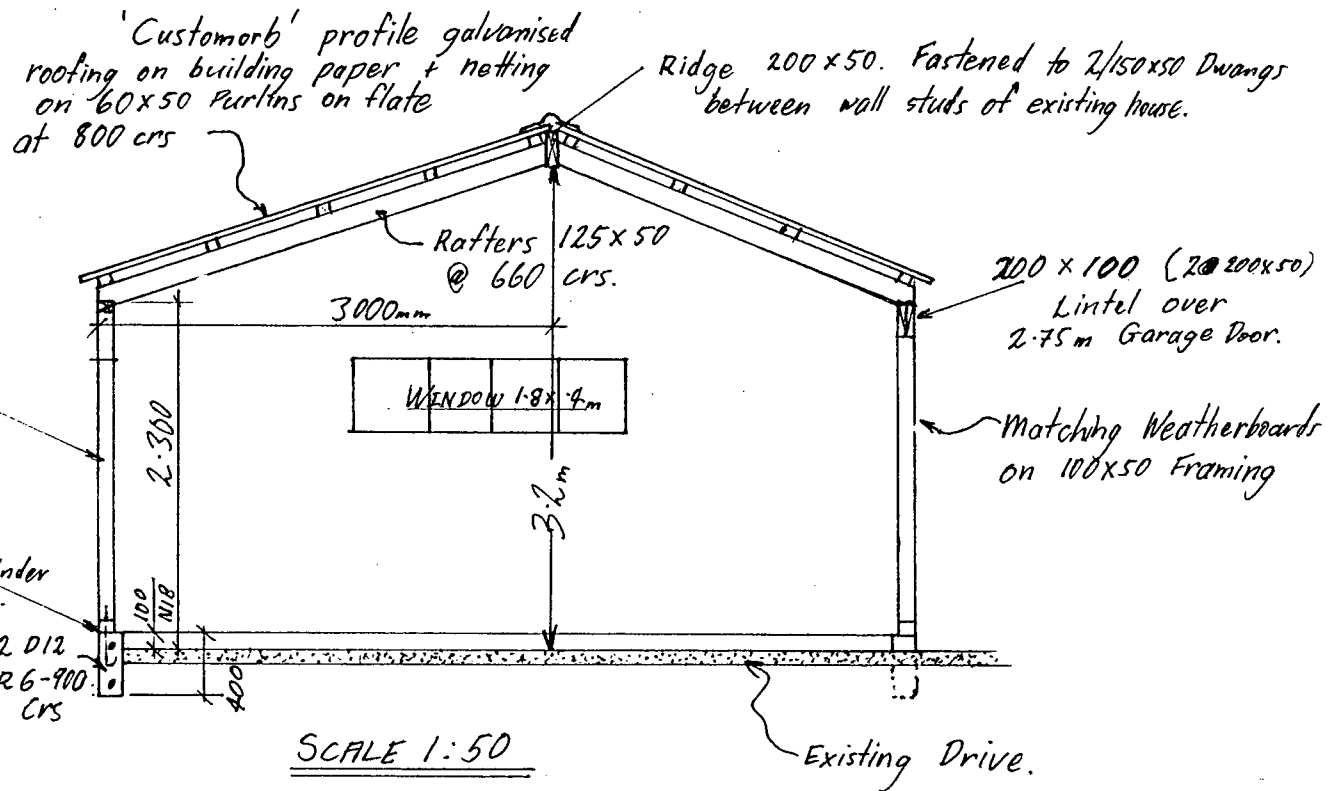 'Customorb' profile galvanised
roofing on building paper + netting
on 60x50 Purlins on flate
at 800 crs
Ridge 200x50. Fastened to 2/150x50 Dwangs
between wall studs of existing house.
Rafters 125x50
@ 660 crs.
200 x 100 (2 200x50)
Lintel over
2.75m Garage Door.
3000mm
WINDOW 1.8x.4m
2.300
3.2m
Matching Weatherboards
on 100x50 Framing
100
2 D12
R6-900
Crs
400
SCALE 1:50
Existing Drive.